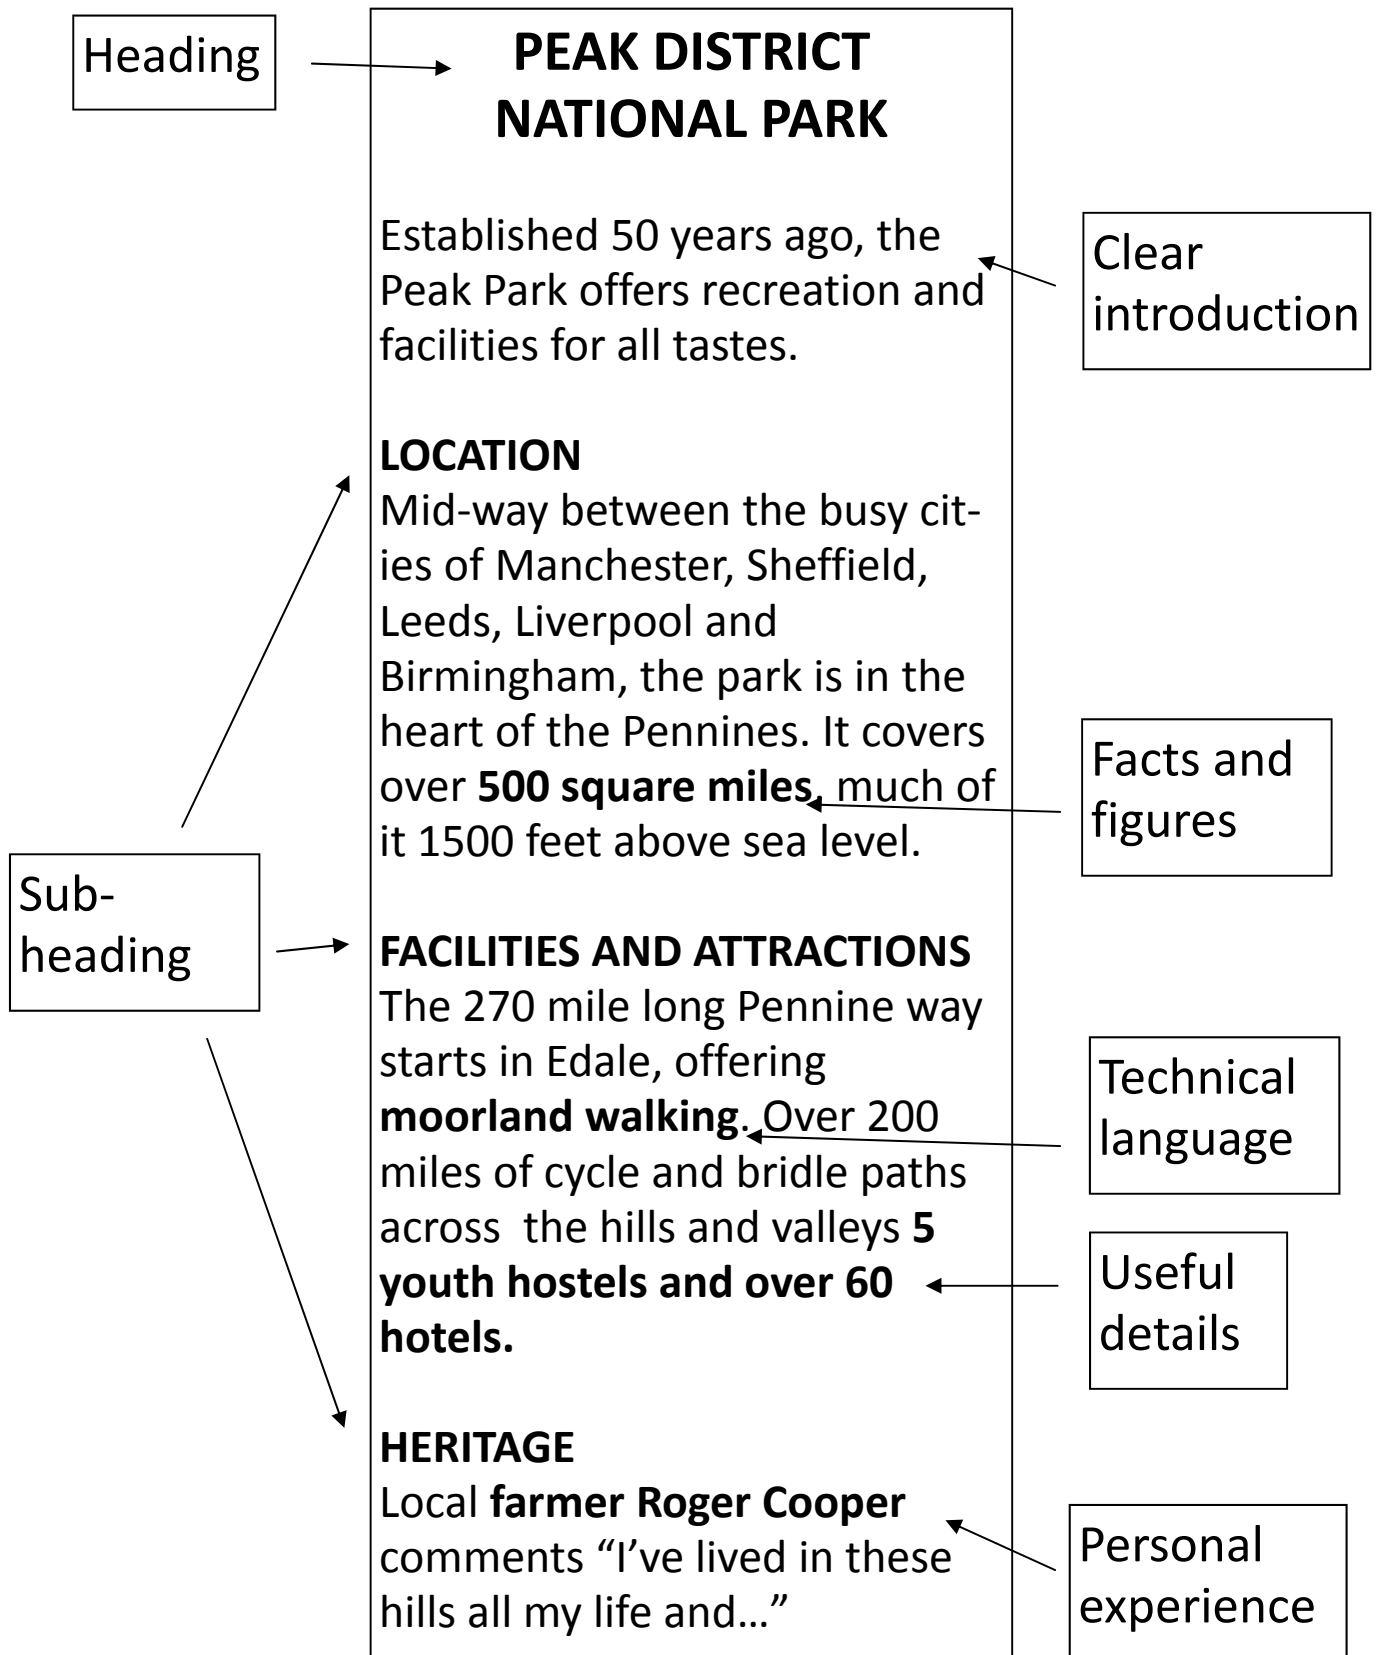 Heading
PEAK DISTRICT
NATIONAL PARK
Established 50 years ago, the
Peak Park offers recreation and
facilities for all tastes.
Clear
introduction
LOCATION
Mid-way between the busy cit-
ies of Manchester, Sheffield,
Leeds, Liverpool and
Birmingham, the park is in the
heart of the Pennines. It covers
over 500 square miles, much of
it 1500 feet above sea level.
Facts and
figures
Sub-
heading
FACILITIES AND ATTRACTIONS
The 270 mile long Pennine way
starts in Edale, offering
moorland walking. Over 200
miles of cycle and bridle paths
across  the hills and valleys 5
youth hostels and over 60
hotels.
Technical
language
Useful
details
HERITAGE
Local farmer Roger Cooper
comments “I’ve lived in these
hills all my life and…”
Personal
experience